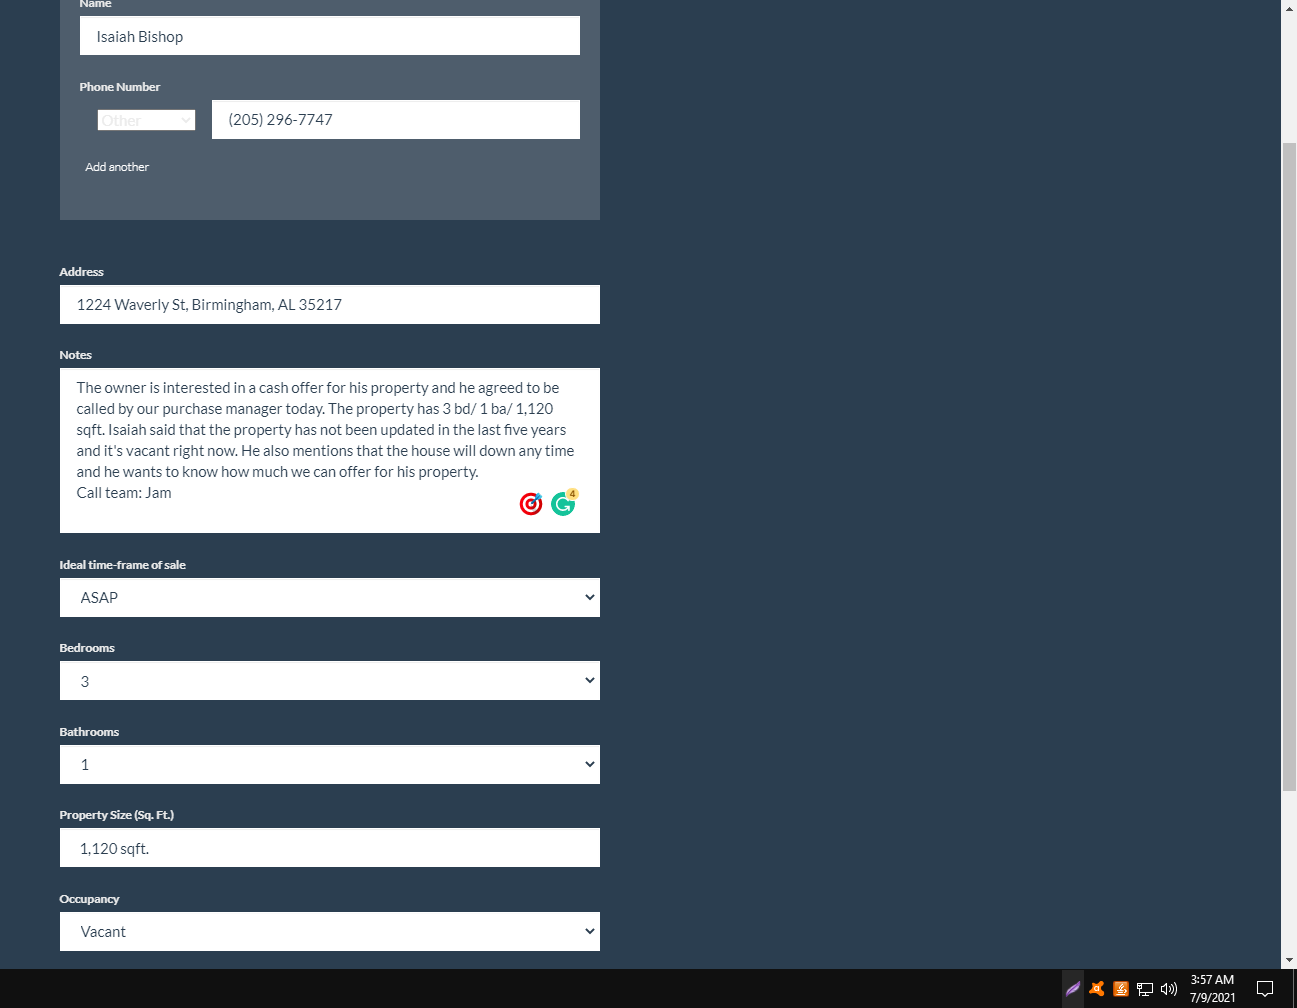 Name
Isaiah Bishop
Phone Number
Other
(205) 296-7747
Add another
Address
1224 Waverly St, Birmingham, AL 35217
Notes
The owner is interested in a cash offer for his property and he agreed to be
called by our purchase manager today. The property has 3 bd/ 1 ba/ 1,120
sqft. Isaiah said that the property has not been updated in the last five years
and it's vacant right now. He also mentions that the house will down any time
and he wants to know how much we can offer for his property.
Call team: Jam
4
Ideal time-frame of sale
ASAP
Bedrooms
3
Bathrooms
1
Property Size (Sq. Ft.)
1,120 sqft.
Occupancy
Vacant
3:57 AM
7/9/2021